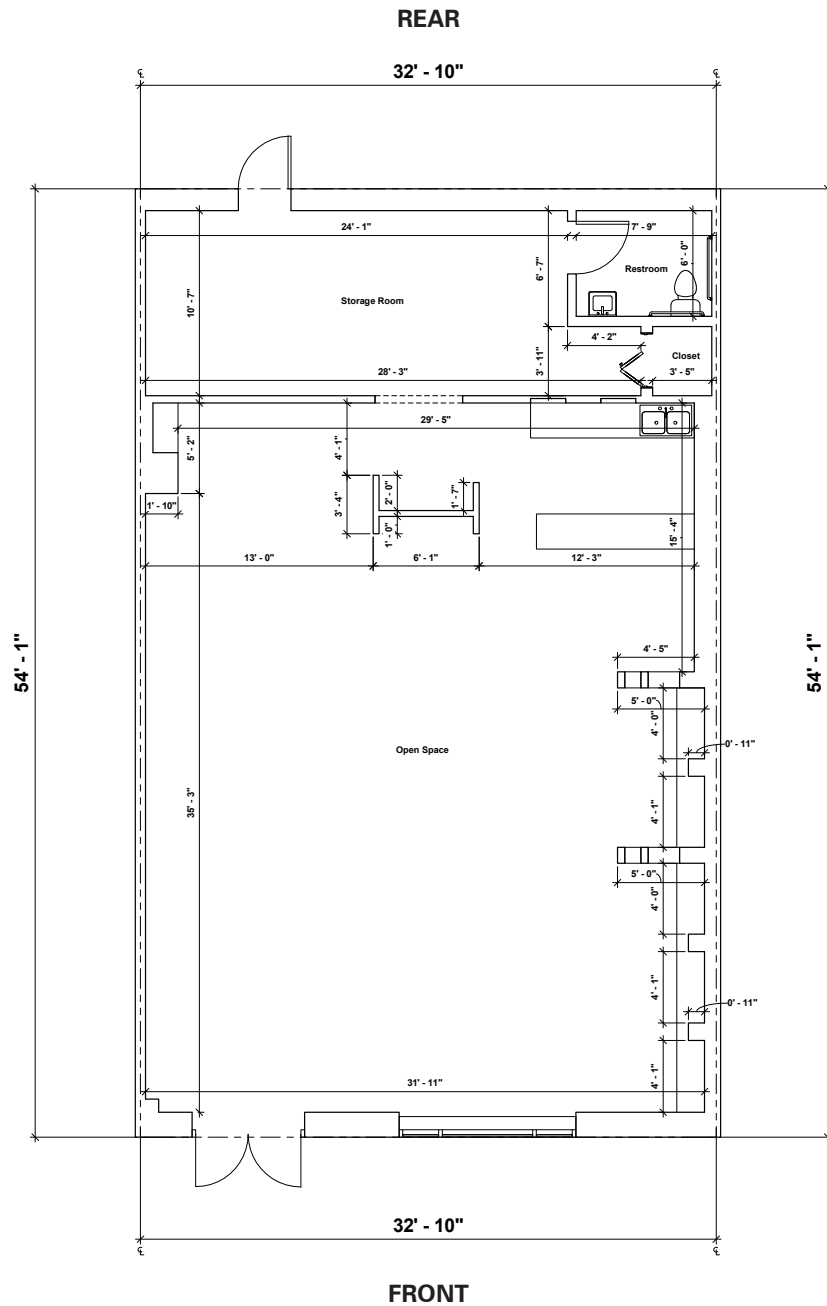 REAR
℄ ℄
32' - 10"
24' - 1"
7' - 9"
6' - 7"
6' - 0"
Restroom
10' - 7"
Storage Room
4' - 2"
3' - 11"
Closet
28' - 3"
3' - 5"
29' - 5"
5' - 2"
4' - 1"
3' - 4"
2' - 0"
1' - 7"
1' - 10"
1' - 0"
15' - 4"
13' - 0"
6' - 1"
12' - 3"
54' - 1"
54' - 1"
4' - 5"
5' - 0"
4' - 0"
0' - 11"
Open Space
35' - 3"
4' - 1"
5' - 0"
4' - 0"
4' - 1"
0' - 11"
4' - 1"
31' - 11"
32' - 10"
℄ ℄
FRONT